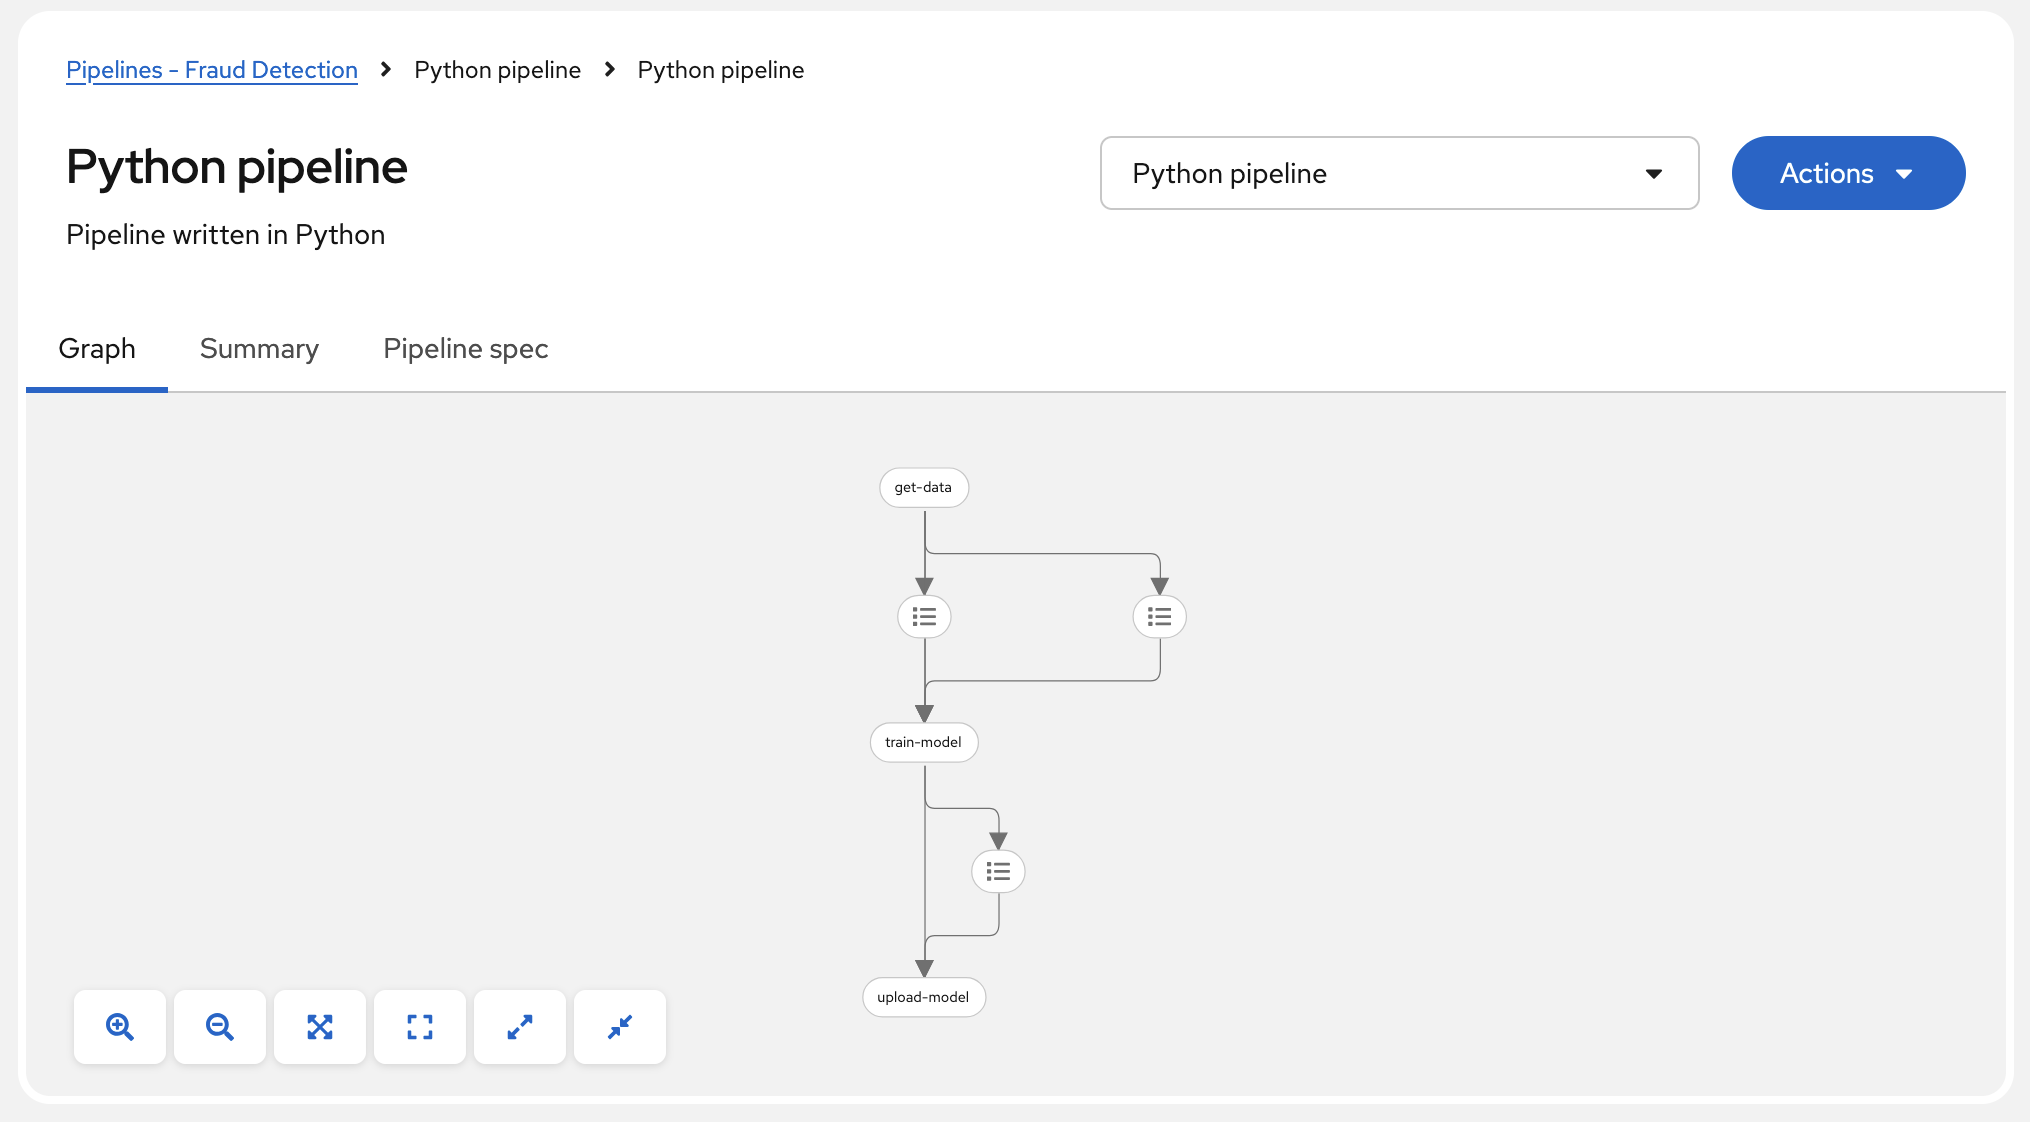 Pipelines - Fraud Detection > Python pipeline > Python pipeline
Python pipeline
Python pipeline
Actions
Pipeline written in Python
Graph Summary Pipeline spec
get-data
train-model
upload-model